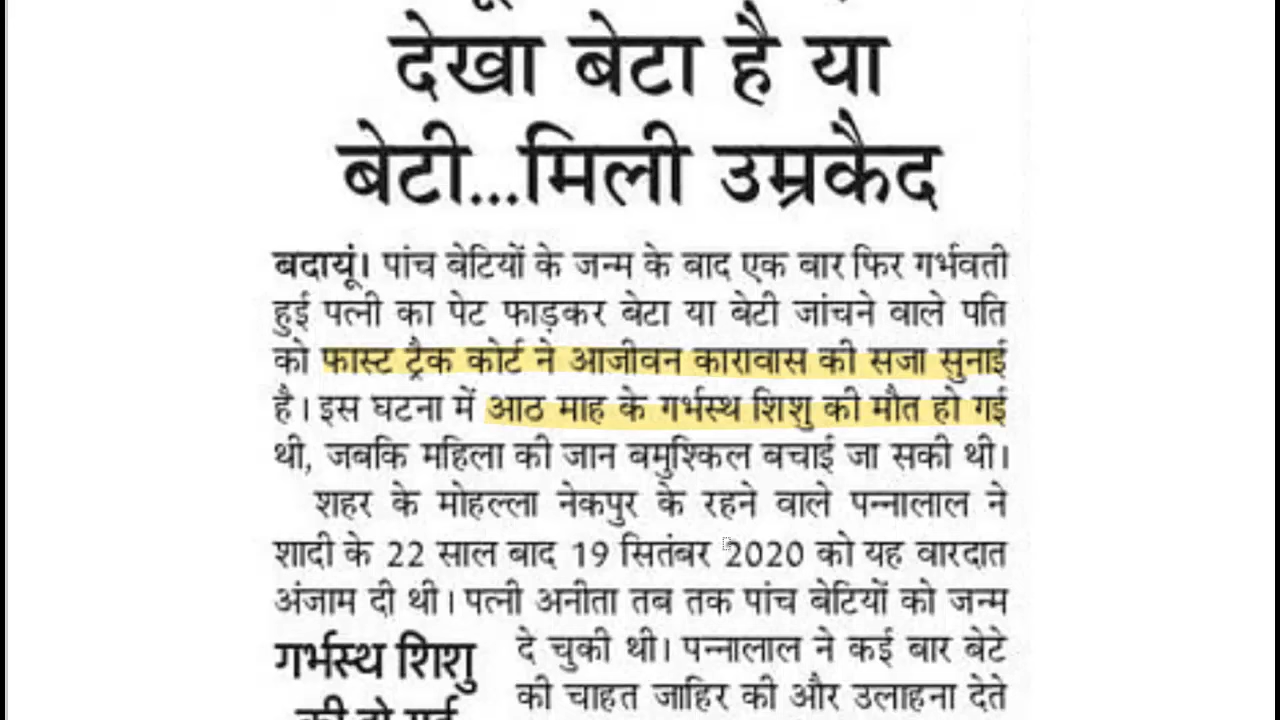 देखा बेटा है या
बेटी...मिली उम्रकैद
बदायूं। पांच बेटियों के जन्म के बाद एक बार फिर गर्भवती
हुई पत्नी का पेट फाड़कर बेटा या बेटी जांचने वाले पति
को फास्ट ट्रैक कोर्ट ने आजीवन कारावास की सजा सुनाई
है। इस घटना में आठ माह के गर्भस्थ शिशु की मौत हो गई
थी, जबकि महिला की जान बमुश्किल बचाई जा सकी थी।
शहर के मोहल्ला नेकपुर के रहने वाले पन्नालाल ने
शादी के 22 साल बाद 19 सितंबर 2020 को यह वारदात
अंजाम दी थी। पत्नी अनीता तब तक पांच बेटियों को जन्म
दे चुकी थी। पन्नालाल ने कई बार बेटे
की चाहत जाहिर की और उलाहना देते
गर्भस्थ शिशु